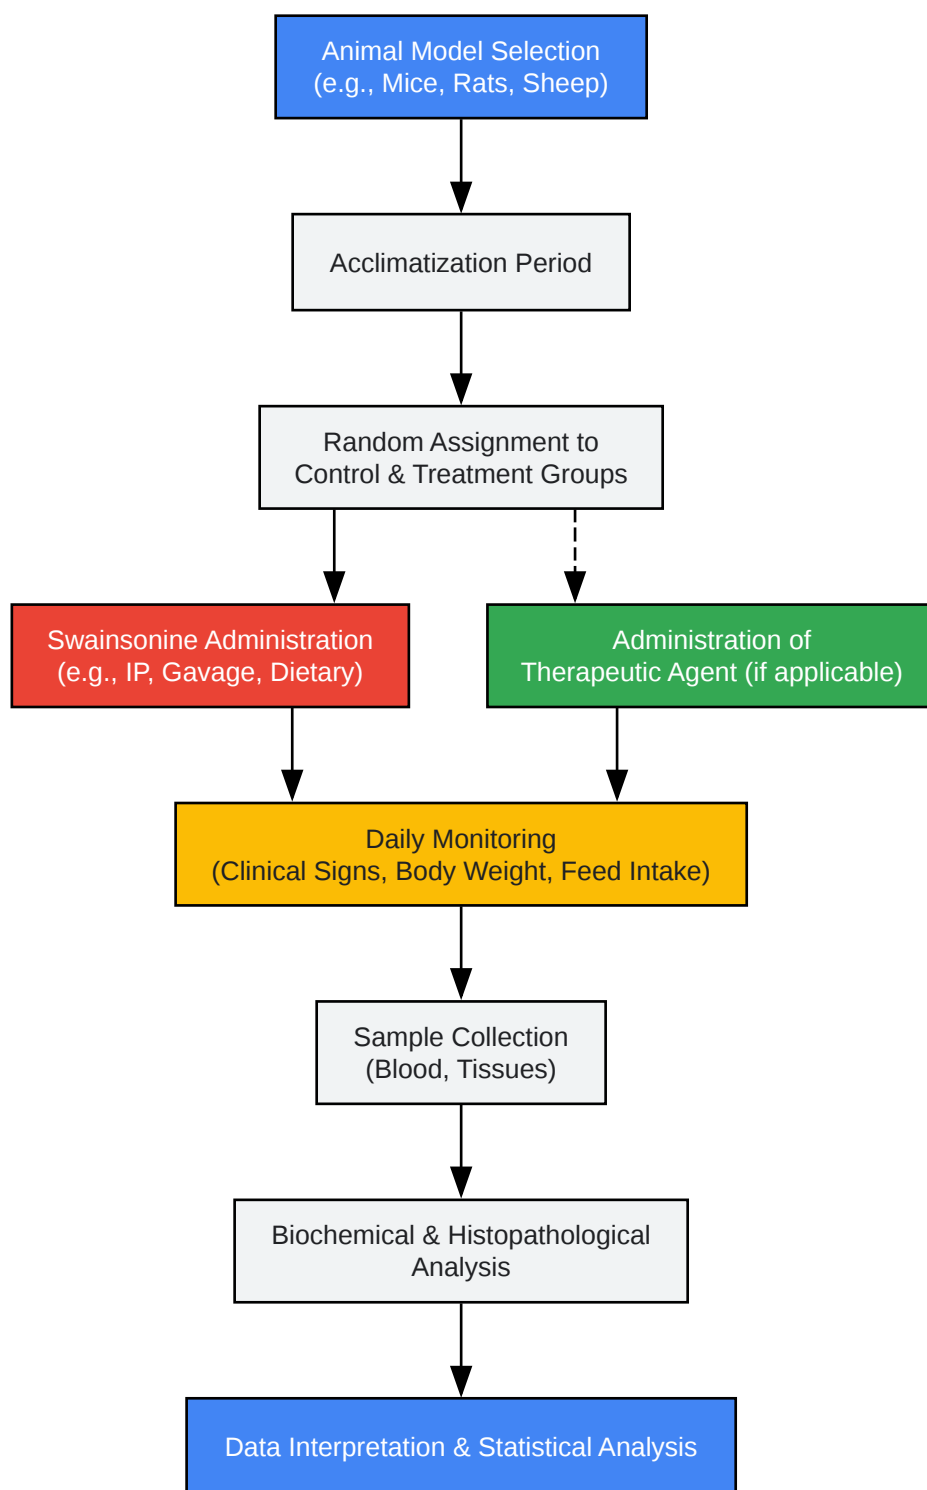 Animal Model Selection
(e.g., Mice, Rats, Sheep)
Acclimatization Period
Random Assignment to
Control & Treatment Groups
Swainsonine Administration
(e.g., IP, Gavage, Dietary)
Administration of
Therapeutic Agent (if applicable)
Daily Monitoring
(Clinical Signs, Body Weight, Feed Intake)
Sample Collection
(Blood, Tissues)
Biochemical & Histopathological
Analysis
Data Interpretation & Statistical Analysis